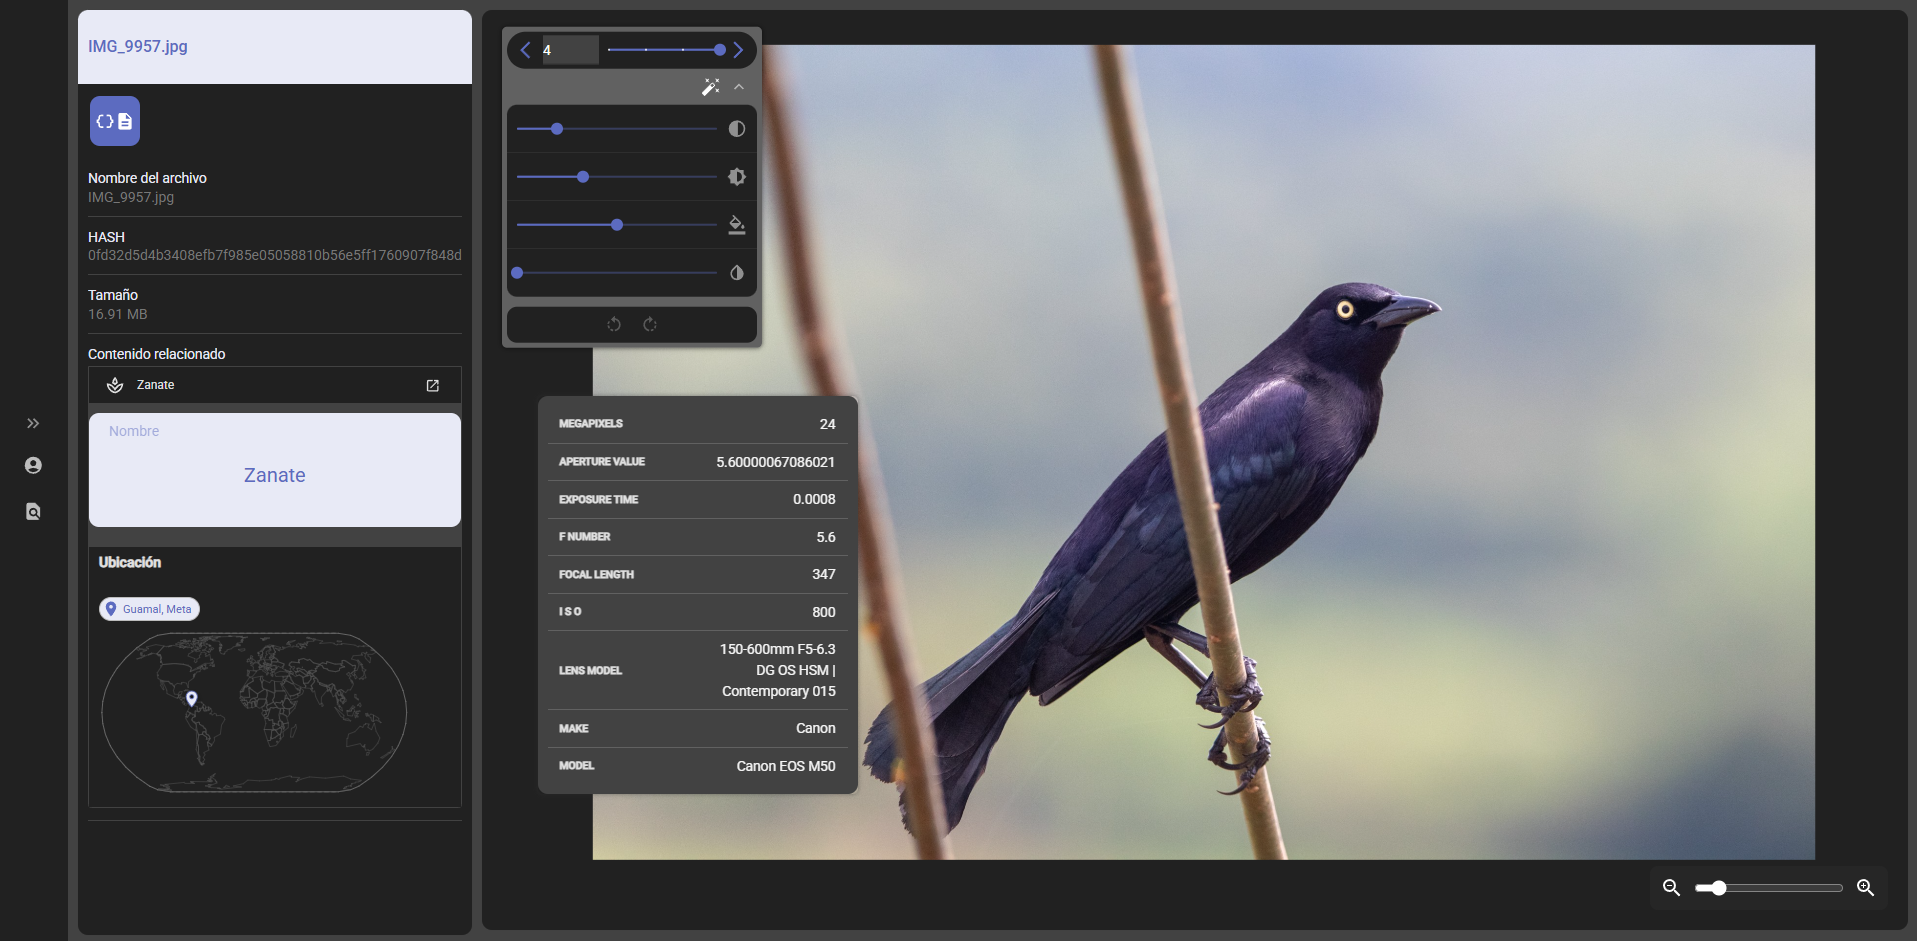 IMG_9957.jpg
Nombre del archivo
IMG_9957.jpg
HASH
0fd32d5d4b3408efb7f985e05058810b56e5ff1760907f848d
Tamaño
16.91 MB
Contenido relacionado
Zanate
Nombre
Zanate
Ubicación
Guamal, Meta
4
MEGAPIXELS 24
APERTURE VALUE 5.60000067086021
EXPOSURE TIME 0.0008
F NUMBER 5.6
FOCAL LENGTH 347
I S O 800
LENS MODEL 150-600mm F5-6.3
DG OS HSM |
Contemporary 015
MAKE Canon
MODEL Canon EOS M50